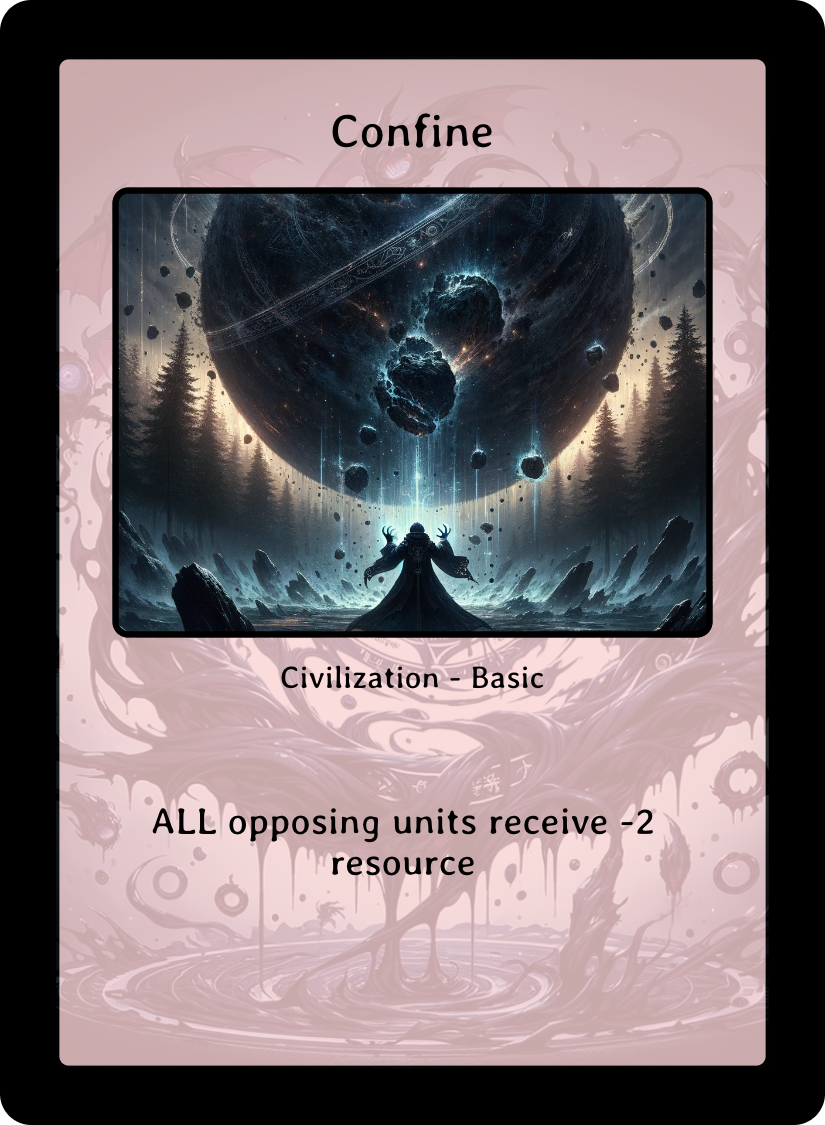 Confine
Civilization - Basic
ALL opposing units receive -2
resource